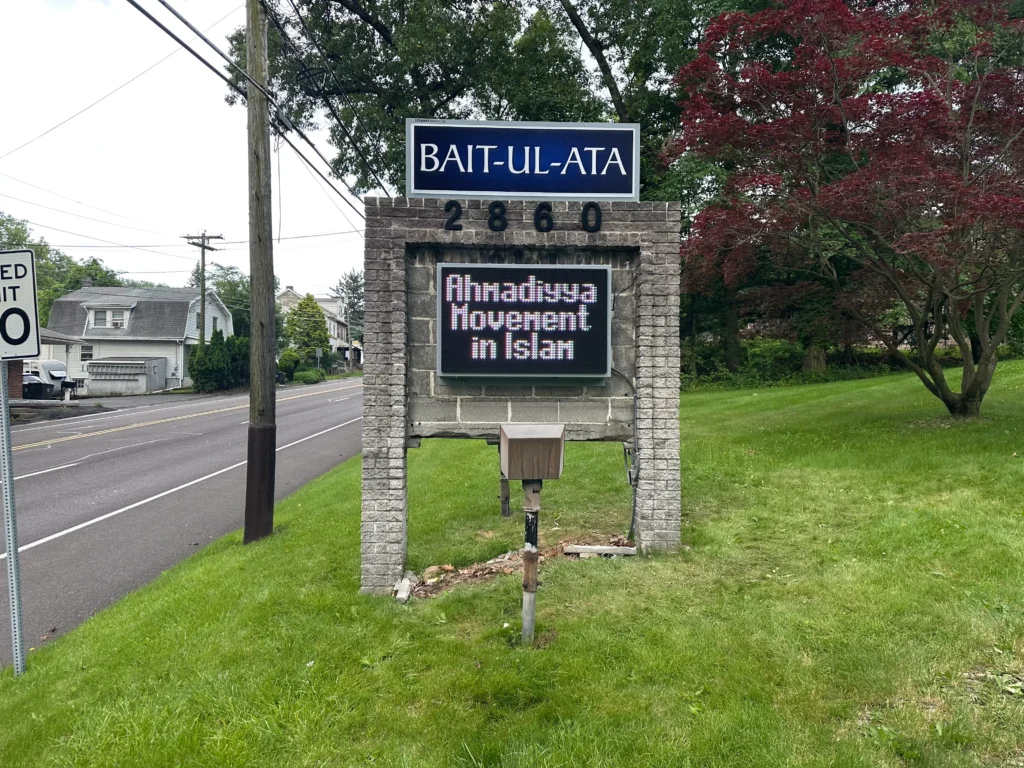 BAIT-UL-ATA
2860
Ahmadiyya
Movement
in Islam